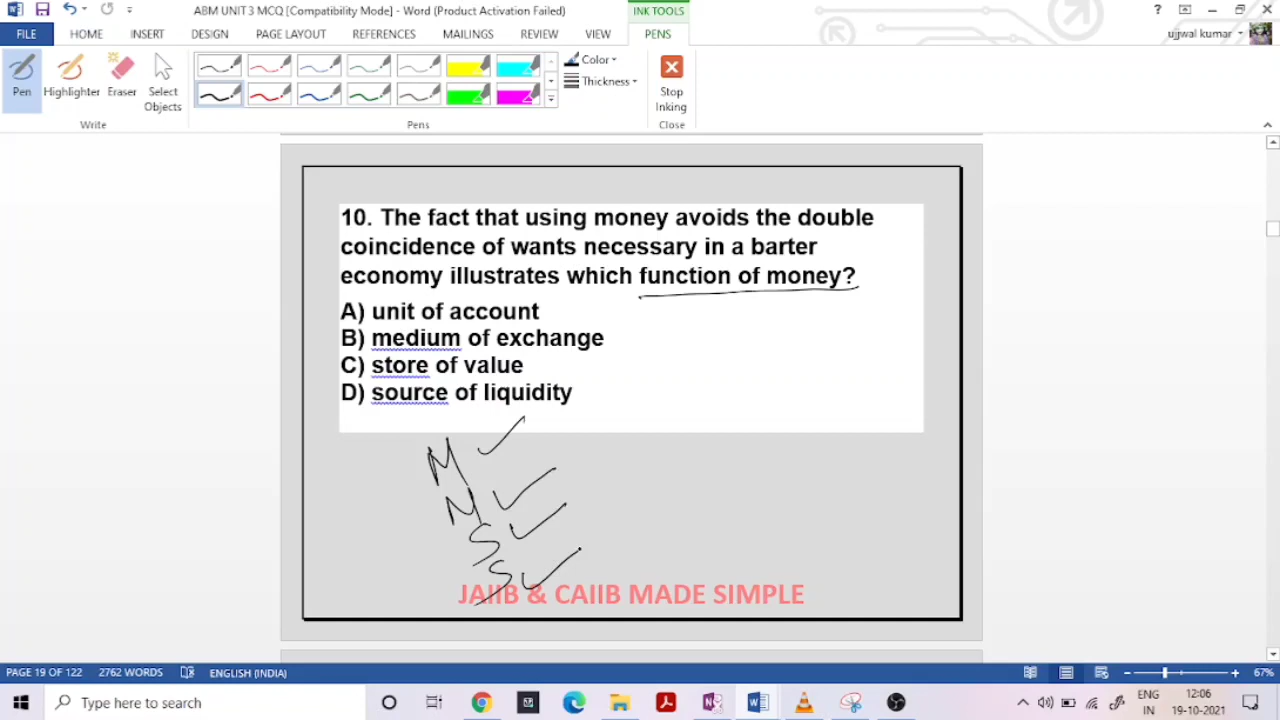 ABM UNIT 3 MCQ [Compatibility Mode] - Word (Product Activation Failed)
INK TOOLS
?
FILE HOME INSERT DESIGN PAGE LAYOUT REFERENCES MAILINGS REVIEW VIEW PENS
ujjwal kumar
Pen Highlighter Eraser Select Objects
Color
Thickness
Stop Inking
Write Pens Close
10. The fact that using money avoids the double
coincidence of wants necessary in a barter
economy illustrates which function of money?
A) unit of account
B) medium of exchange
C) store of value
D) source of liquidity
M
M
S
S
JAIIB & CAIIB MADE SIMPLE
PAGE 19 OF 122 2762 WORDS ENGLISH (INDIA) 67%
Type here to search
ENG 12:06
IN 19-10-2021